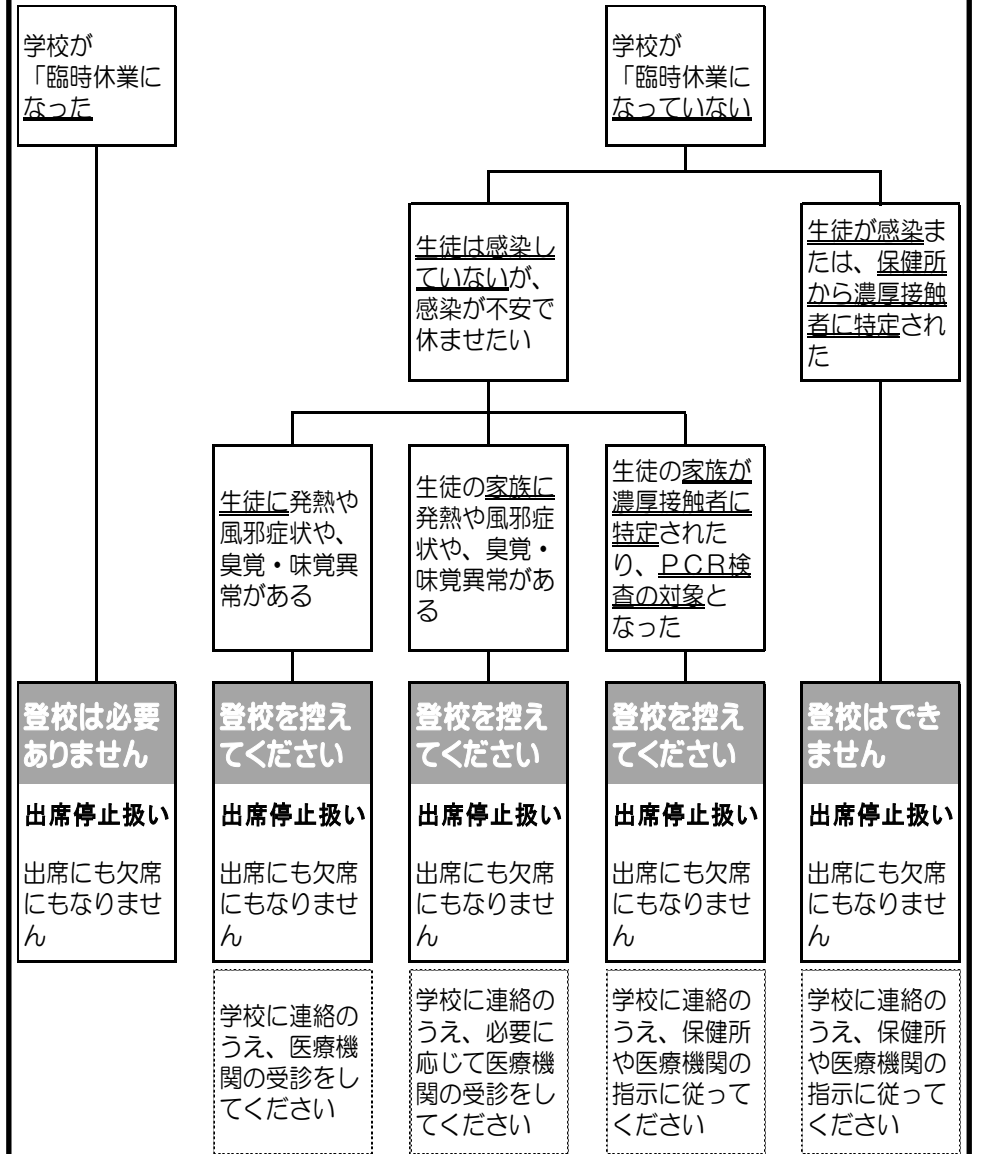 学校が
「臨時休業に
なった
学校が
「臨時休業に
なっていない
生徒は感染し
ていないが、
感染が不安で
休ませたい
生徒が感染ま
たは、保健所
から濃厚接触
者に特定され
た
生徒に発熱や
風邪症状や、
臭覚・味覚異
常がある
生徒の家族に
発熱や風邪症
状や、臭覚・
味覚異常があ
る
生徒の家族が
濃厚接触者に
特定された
り、ＰＣＲ検
査の対象と
なった
登校は必要
ありません
出席停止扱い
出席にも欠席
にもなりませ
ん
登校を控え
てください
出席停止扱い
出席にも欠席
にもなりませ
ん
学校に連絡の
うえ、医療機
関の受診をし
てください
登校を控え
てください
出席停止扱い
出席にも欠席
にもなりませ
ん
学校に連絡の
うえ、必要に
応じて医療機
関の受診をし
てください
登校を控え
てください
出席停止扱い
出席にも欠席
にもなりませ
ん
学校に連絡の
うえ、保健所
や医療機関の
指示に従って
ください
登校はでき
ません
出席停止扱い
出席にも欠席
にもなりませ
ん
学校に連絡の
うえ、保健所
や医療機関の
指示に従って
ください